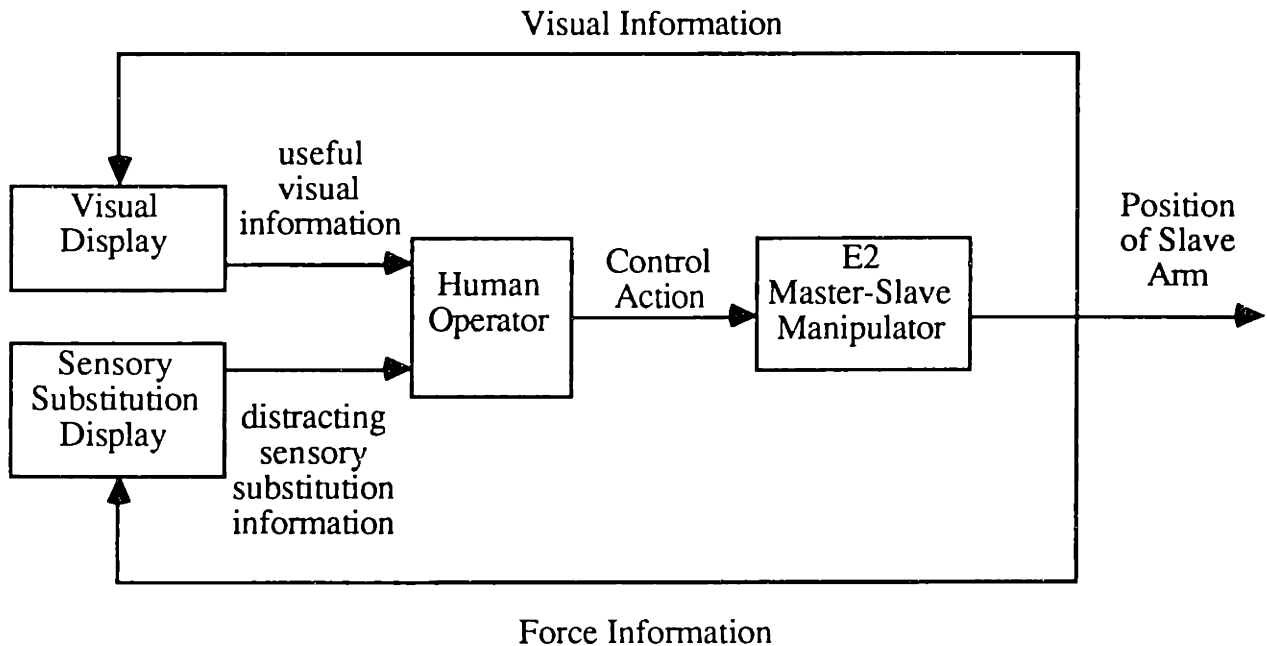 Visual Information
useful
visual
information
Visual
Display
Position
of Slave
Arm
Human
Operator
Control
Action
E2
Master-Slave
Manipulator
Sensory
Substitution
Display
distracting
sensory
substitution
information
Force Information